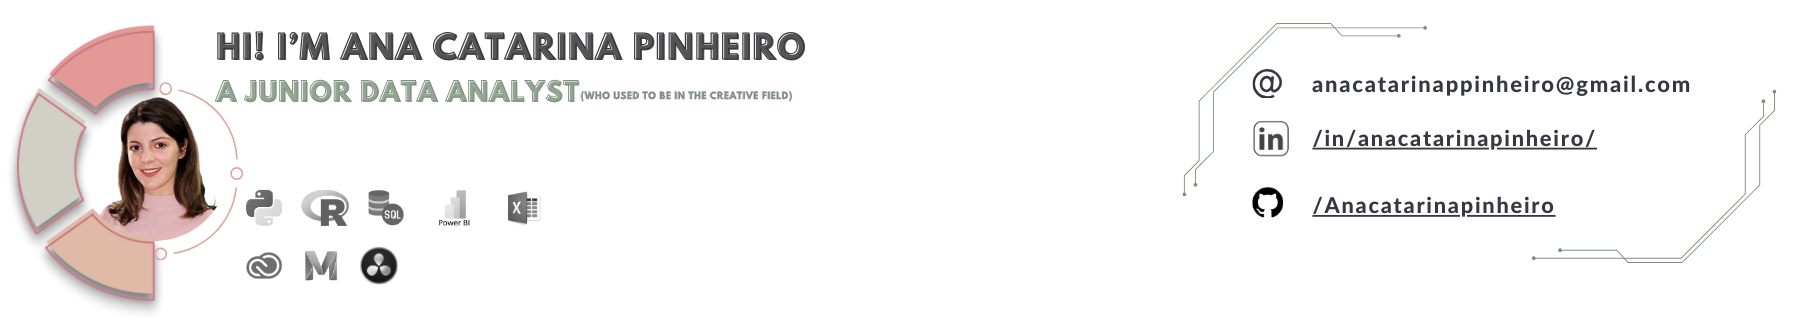 HI! I'M ANA CATARINA PINHEIRO
A JUNIOR DATA ANALYST (WHO USED TO BE IN THE CREATIVE FIELD)
R
SQL
Power BI
X
M
@ anacatarinappinheiro@gmail.com
in /in/anacatarinapinheiro/
/Anacatarinapinheiro